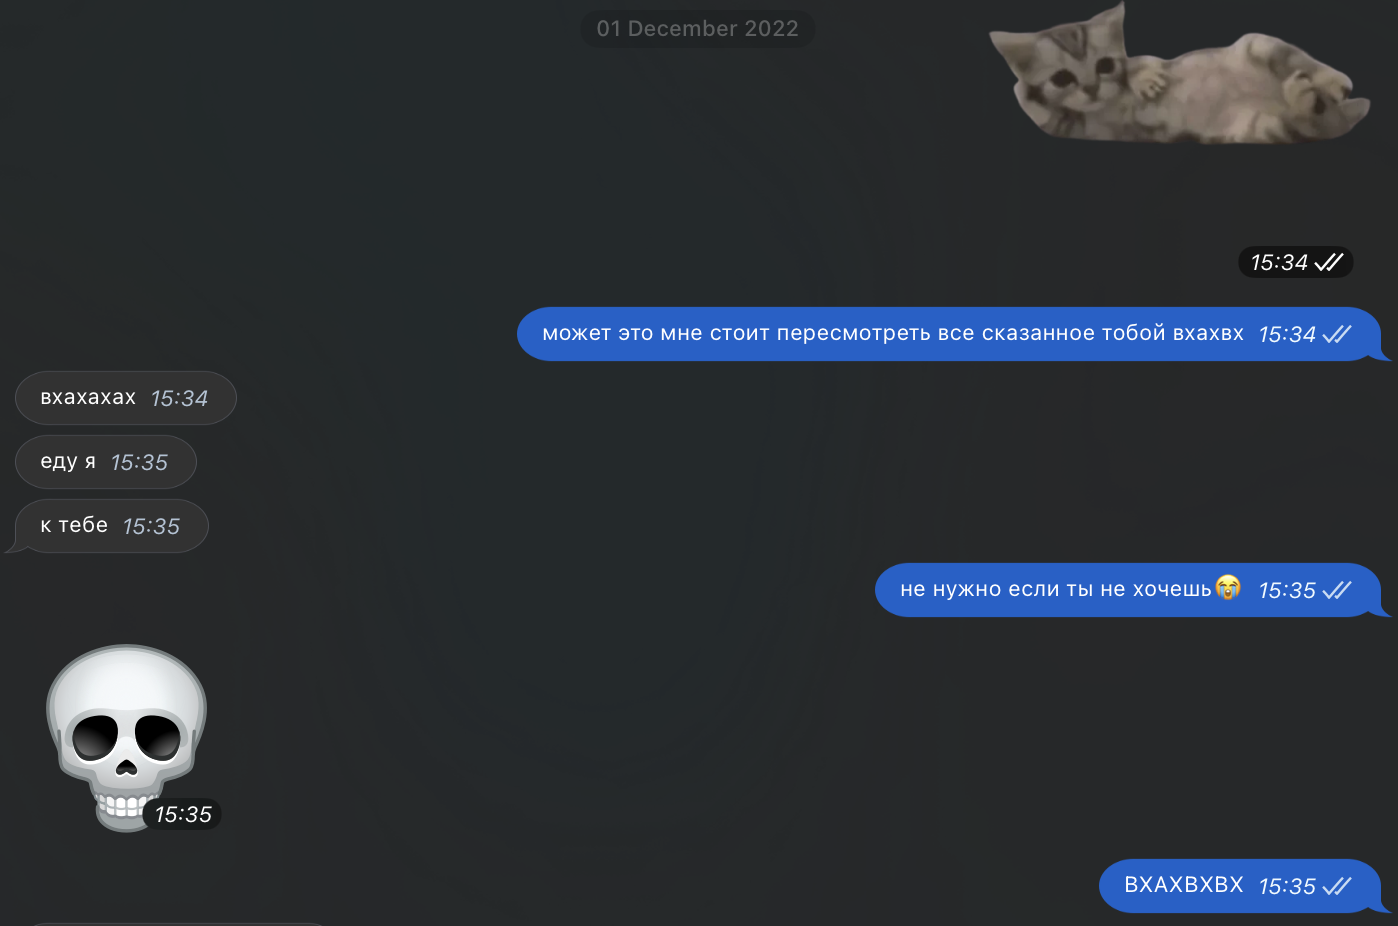 01 December 2022
15:34
может это мне стоит пересмотреть все сказанное тобой вхахвх 15:34
вхахахах 15:34
еду я 15:35
к тебе 15:35
не нужно если ты не хочешь😭 15:35
15:35
ВХАХВХВХ 15:35